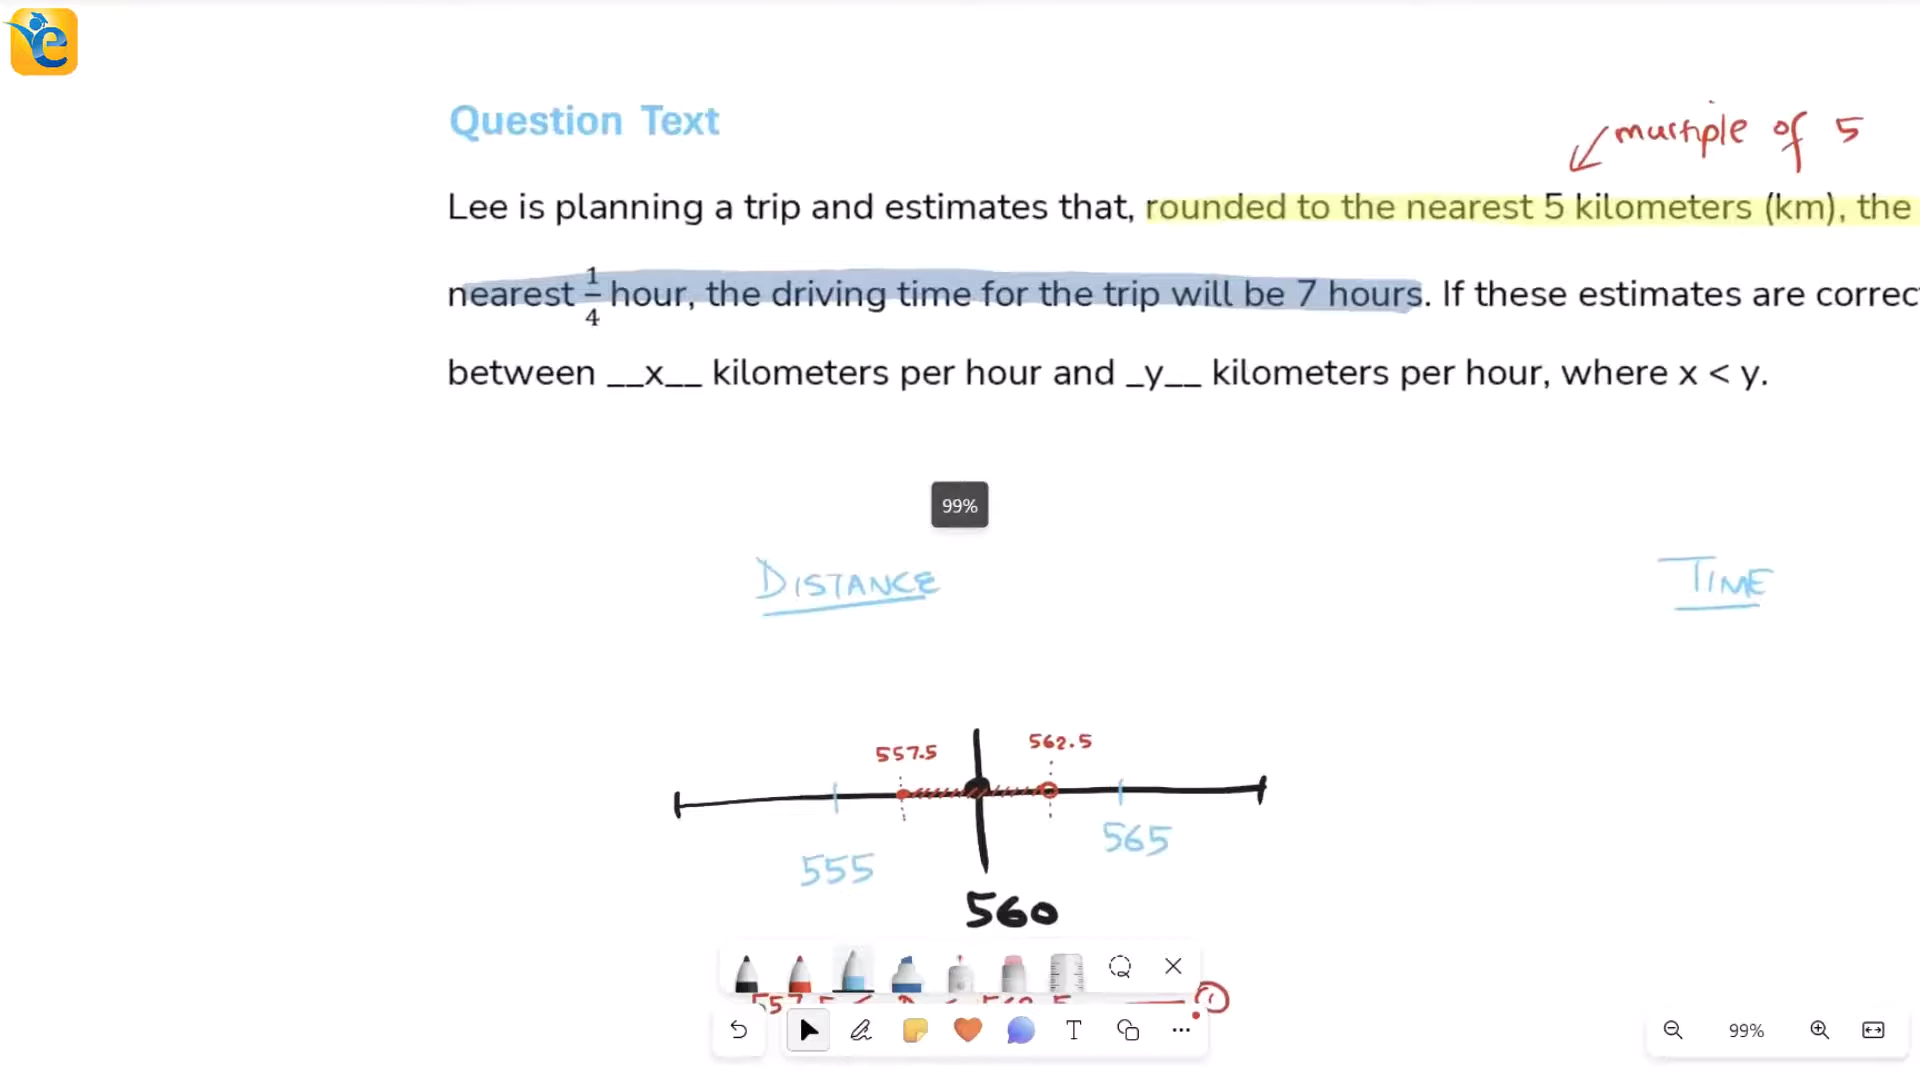 e
Question Text
multiple of 5
Lee is planning a trip and estimates that, rounded to the nearest 5 kilometers (km), the
nearest 1/4 hour, the driving time for the trip will be 7 hours. If these estimates are correc
between __x__ kilometers per hour and _y__ kilometers per hour, where x < y.
99%
DISTANCE
TIME
557.5
562.5
555
565
560
T
99%